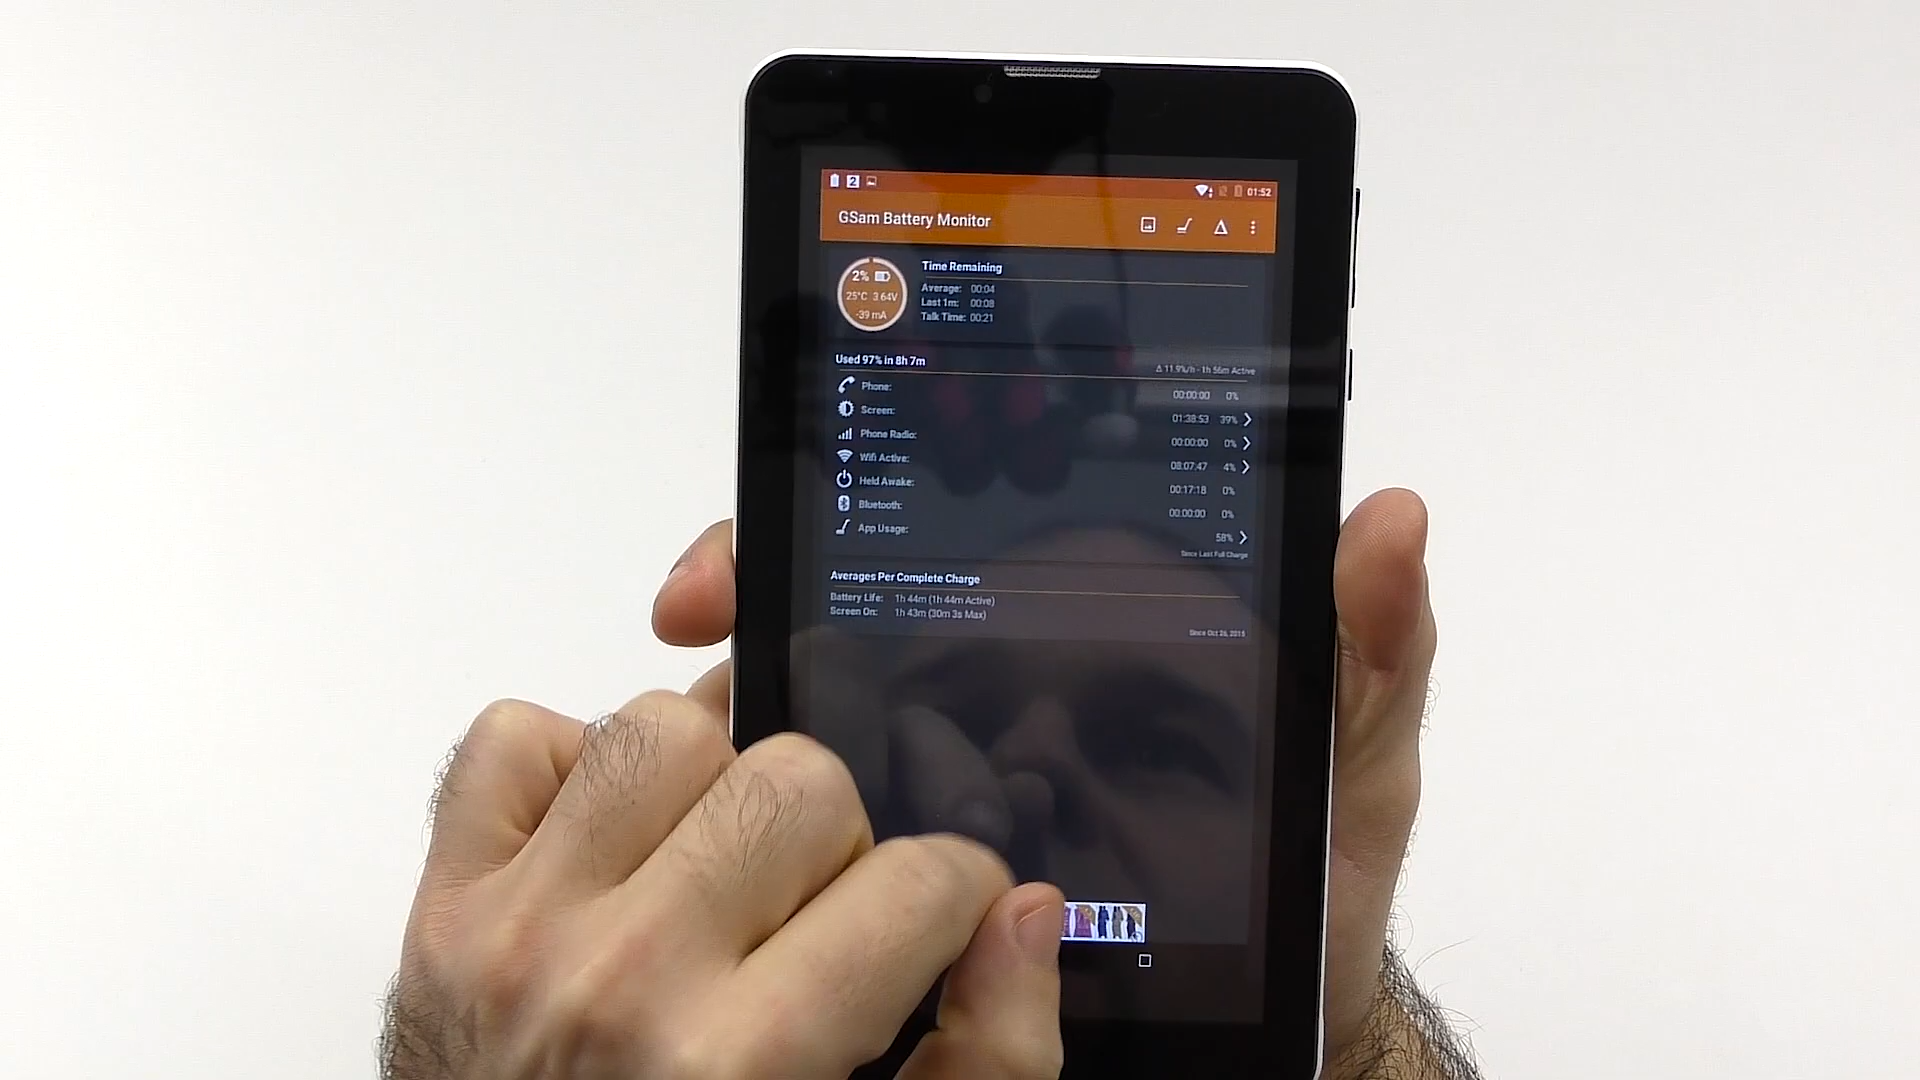 2 01:52
GSam Battery Monitor
2%
25°C 3.64V
-39 mA
Time Remaining
Average: 00:04
Last 1m: 00:08
Talk Time: 00:21
Used 97% in 8h 7m
Δ 11.9%/h - 1h 56m Active
Phone: 00:00:00 0%
Screen: 01:38:53 39%
Phone Radio: 00:00:00 0%
Wifi Active: 08:07:47 4%
Held Awake: 00:17:18 0%
Bluetooth: 00:00:00 0%
App Usage: 58%
Since Last Full Charge
Averages Per Complete Charge
Battery Life: 1h 44m (1h 44m Active)
Screen On: 1h 43m (30m 3s Max)
Since Oct 26, 2015